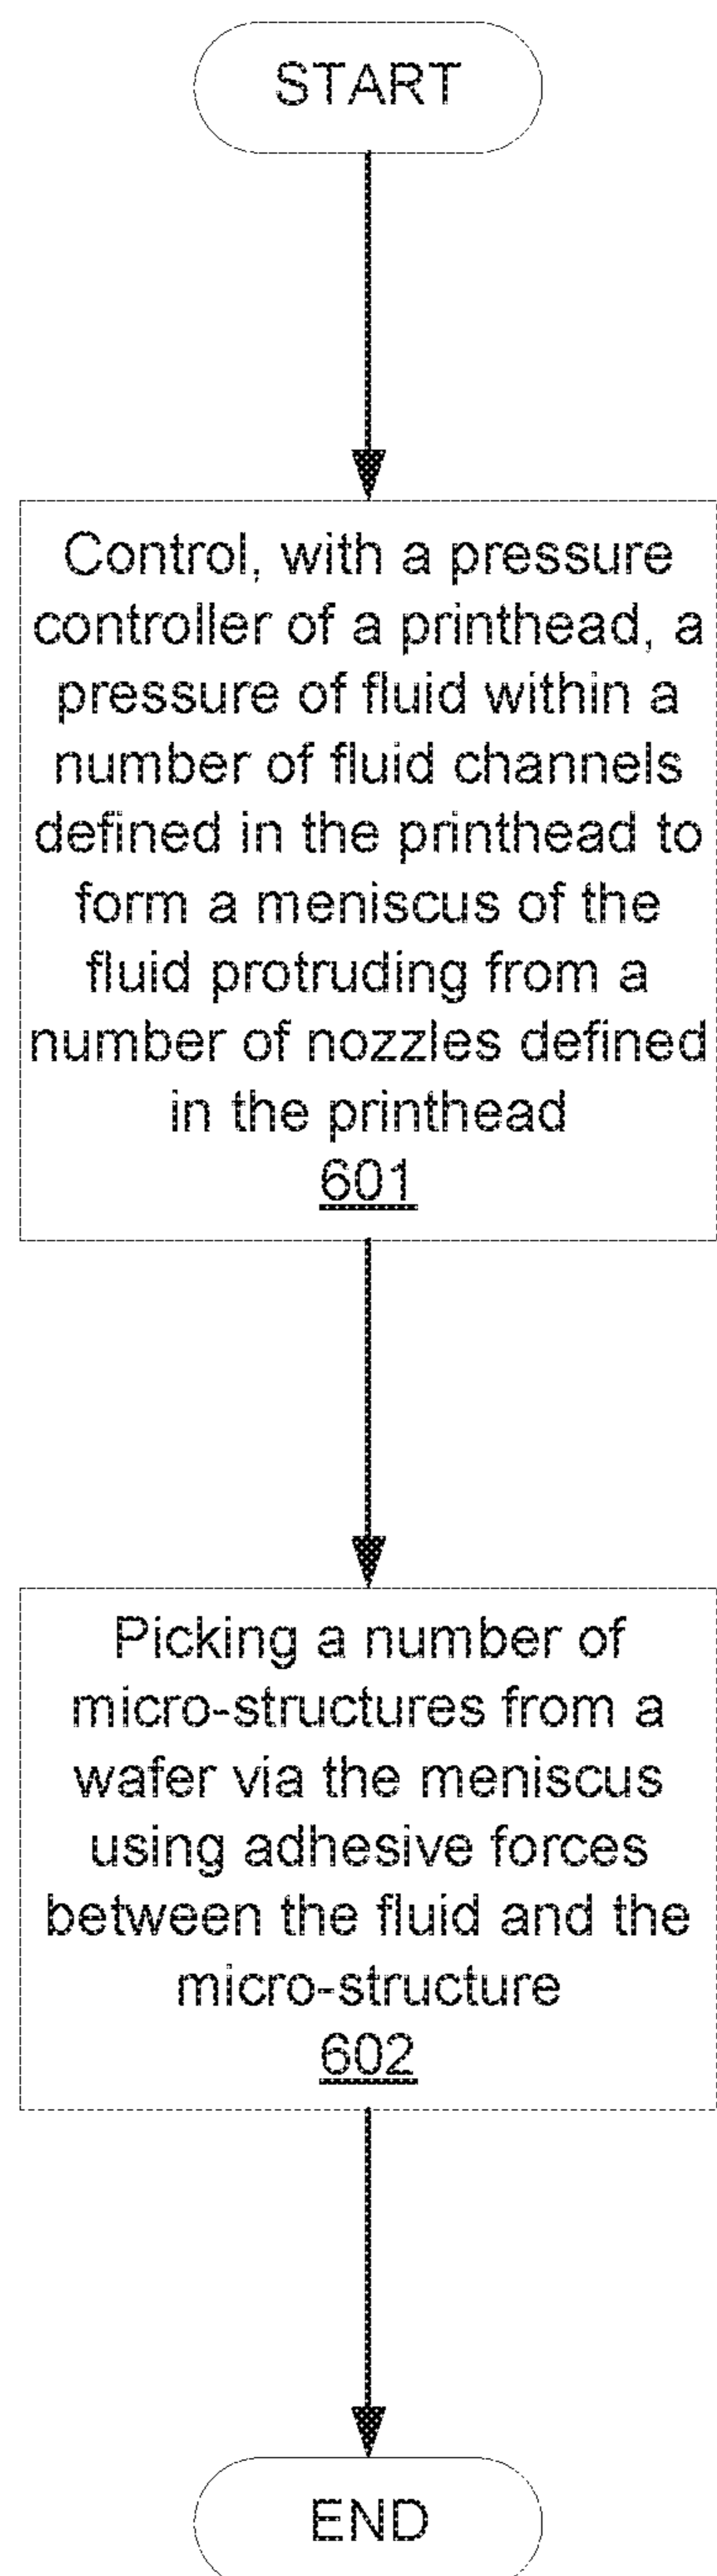 START
Control, with a pressure
controller of a printhead, a
pressure of fluid within a
number of fluid channels
defined in the printhead to
form a meniscus of the
fluid protruding from a
number of nozzles defined
in the printhead
601
Picking a number of
micro-structures from a
wafer via the meniscus
using adhesive forces
between the fluid and the
micro-structure
602
END